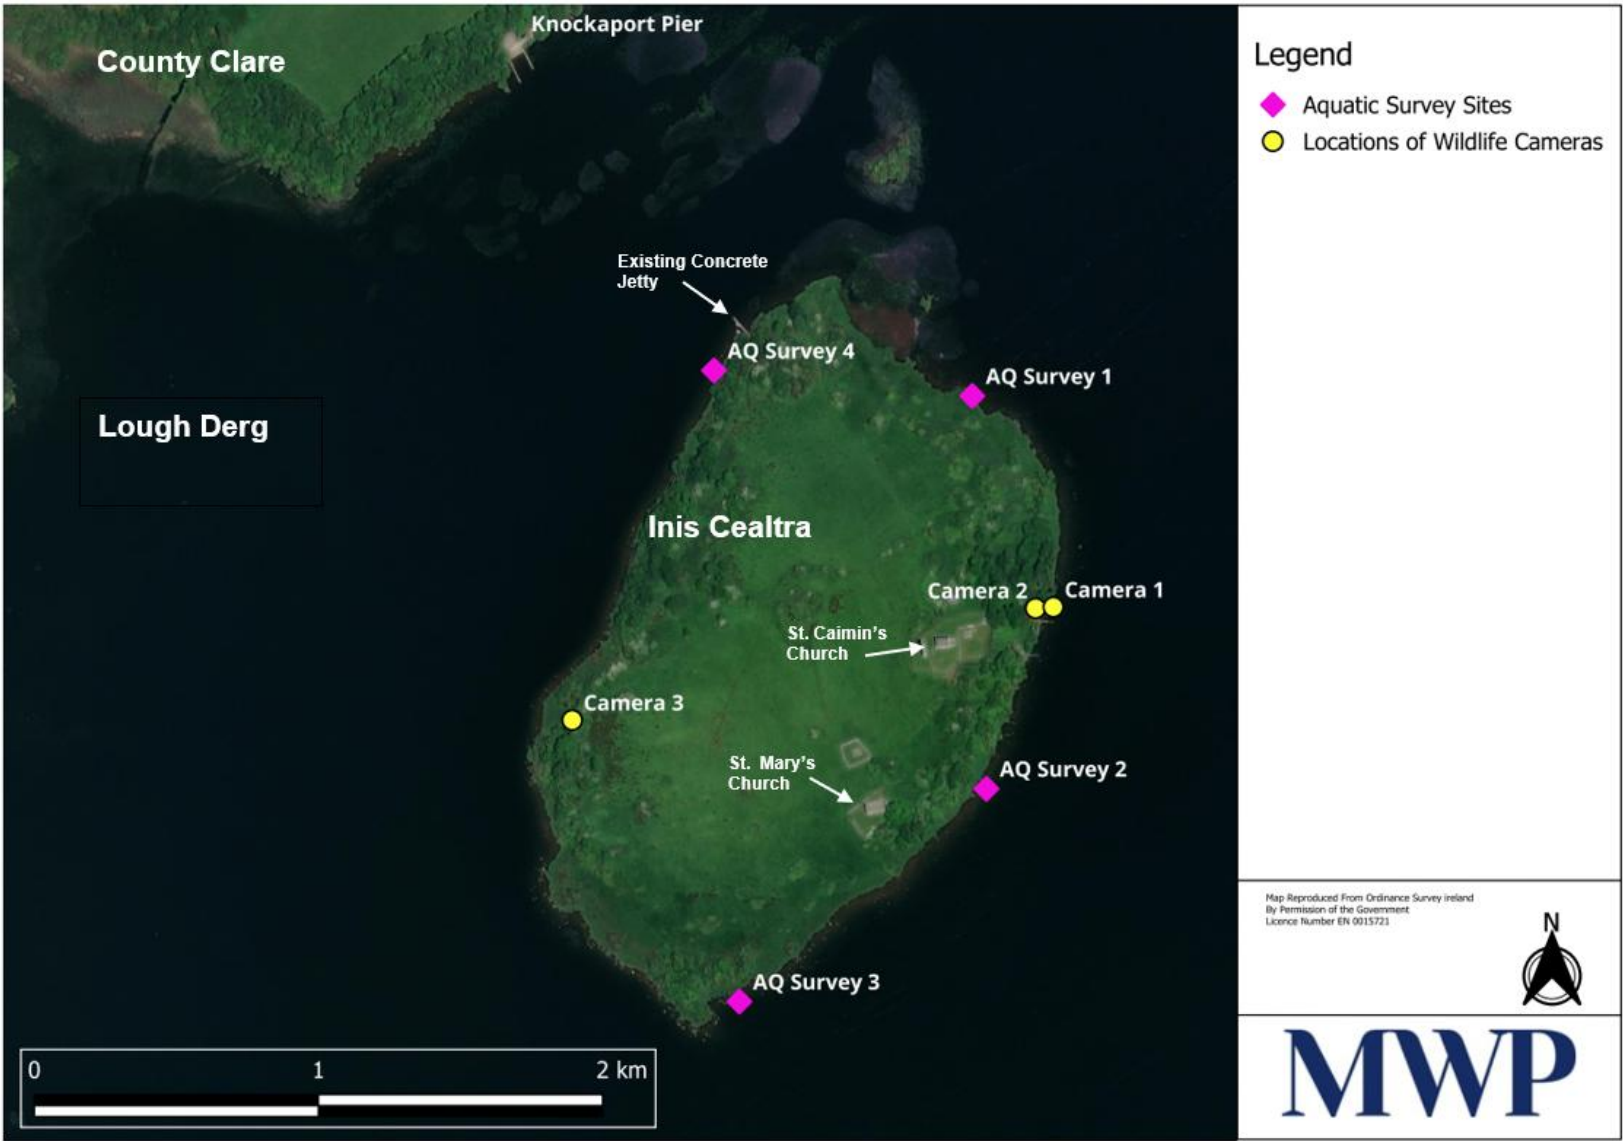 Knockaport Pier
County Clare
Existing Concrete
Jetty
AQ Survey 4
AQ Survey 1
Lough Derg
Inis Cealtra
Camera 2
Camera 1
St. Caimin's
Church
Camera 3
St. Mary's
Church
AQ Survey 2
AQ Survey 3
0 1 2 km
Legend
Aquatic Survey Sites
Locations of Wildlife Cameras
Map Reproduced From Ordinance Survey ireland
By Permission of the Government
Licence Number EN 0015721
N
MWP